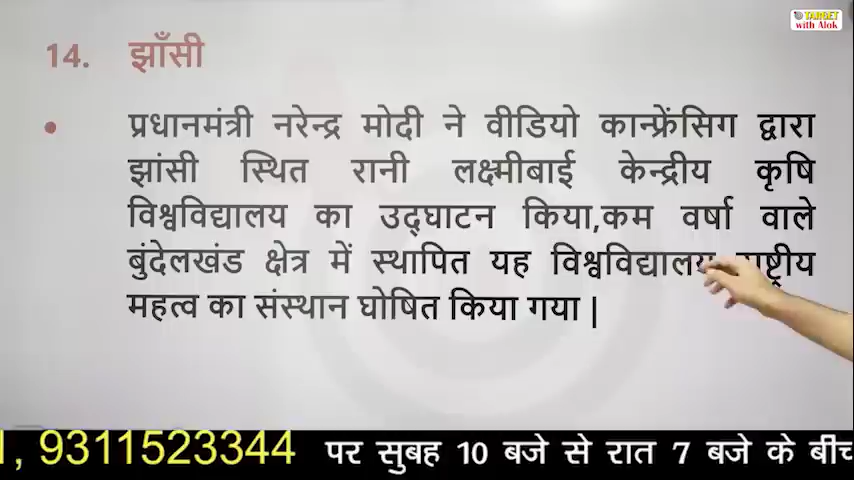 TARGET
with Alok
14. झाँसी
प्रधानमंत्री नरेन्द्र मोदी ने वीडियो कान्फ्रेंसिग द्वारा
झांसी स्थित रानी लक्ष्मीबाई केन्द्रीय कृषि
विश्वविद्यालय का उद्घाटन किया,कम वर्षा वाले
बुंदेलखंड क्षेत्र में स्थापित यह विश्वविद्यालय राष्ट्रीय
महत्व का संस्थान घोषित किया गया |
, 9311523344 पर सुबह 10 बजे से रात 7 बजे के बीच